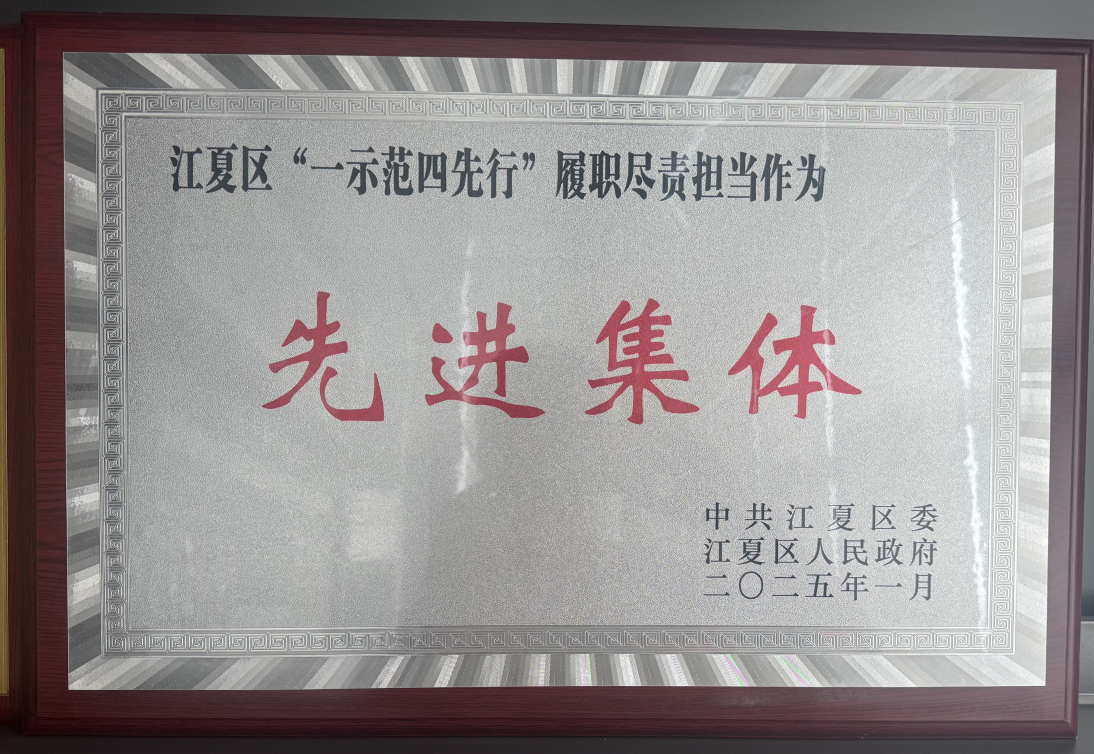 江夏区“一示范四先行”履职尽责担当作为
先进集体
中共江夏区委
江夏区人民政府
二〇二五年一月